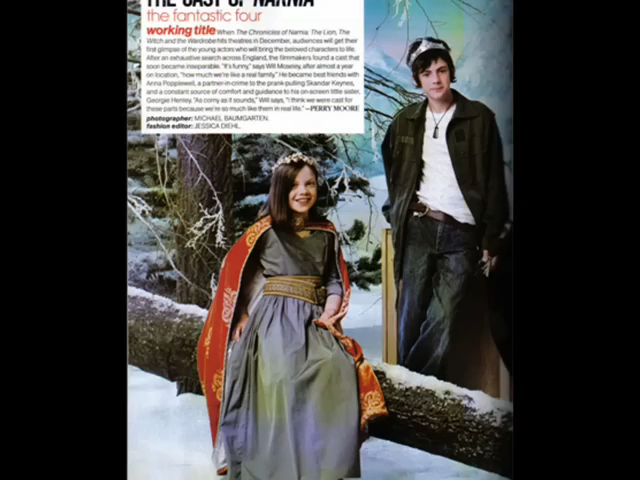 THE CAST OF NARNIA
the fantastic four
working title When The Chronicles of Narnia: The Lion, The
Witch and the Wardrobe hits theatres in December, audiences will get their
first glimpse of the young actors who will bring the beloved characters to life.
After an exhaustive search across England, the filmmakers found a cast that
soon became inseparable. "It's funny," says Will Moseley, after almost a year
on location, "how much we're like a real family." He became best friends with
Anna Popplewell, a partner-in-crime to the prank-pulling Skandar Keynes,
and a constant source of comfort and guidance to his on-screen little sister,
Georgie Henley. "As corny as it sounds," Will says, "I think we were cast for
these parts because we're so much like them in real life." —PERRY MOORE
photographer: MICHAEL BAUMGARTEN.
fashion editor: JESSICA DIEHL.